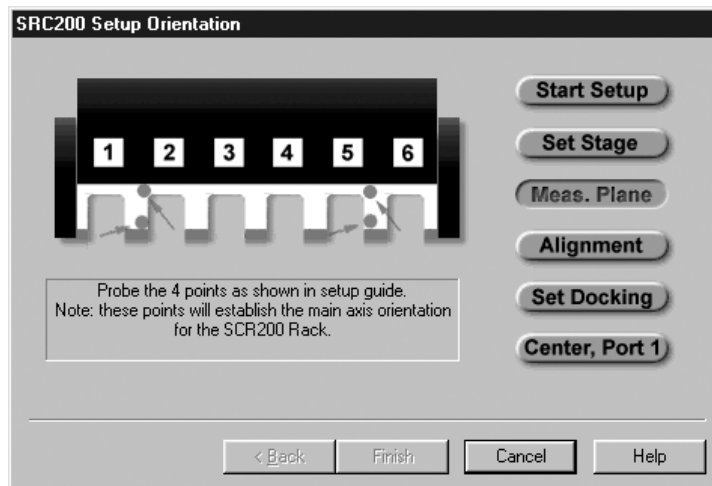 SRC200 Setup Orientation
1 2 3 4 5 6
Start Setup
Set Stage
Meas. Plane
Alignment
Set Docking
Center, Port 1
Probe the 4 points as shown in setup guide.
Note: these points will establish the main axis orientation
for the SCR200 Rack.
< Back
Finish
Cancel
Help